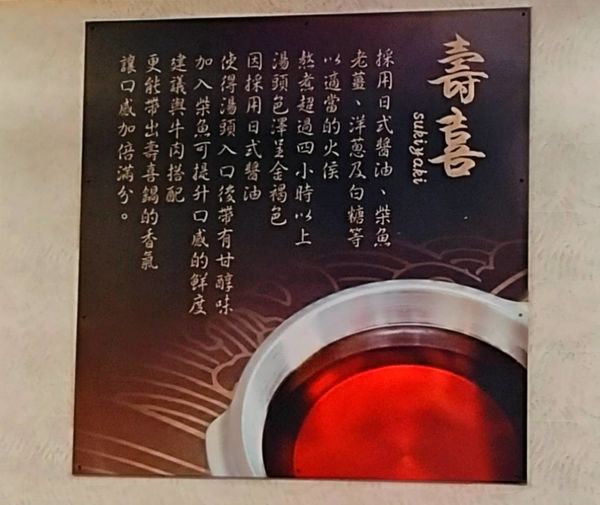 壽喜
sukiyaki
採用日式醬油、柴魚
老薑、洋蔥及白糖等
以適當的火侯
熬煮超過四小時以上
湯頭色澤呈金褐色
因採用日式醬油
使得湯頭入口後帶有甘醇味
加入柴魚可提升口感的鮮度
建議與牛肉搭配
更能帶出壽喜鍋的香氣
讓口感加倍滿分。